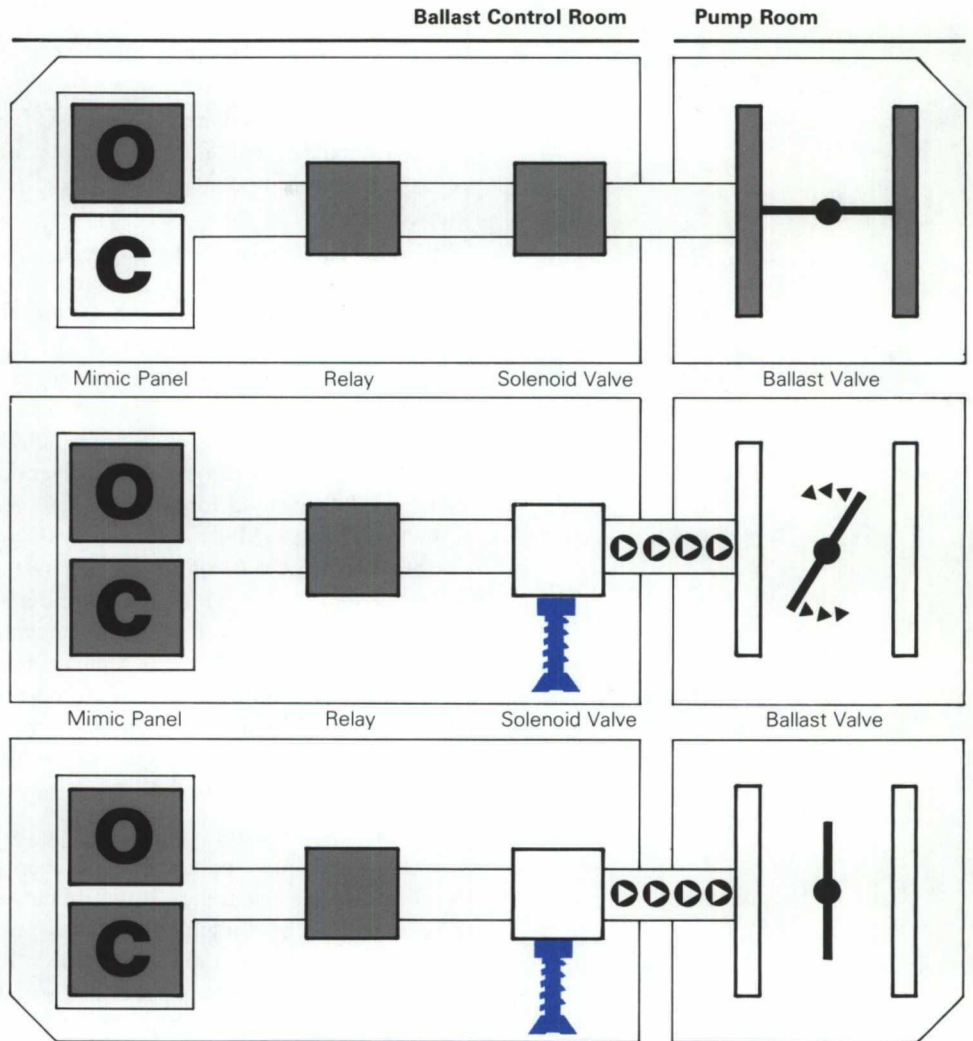 Ballast Control Room Pump Room
O
C
Mimic Panel Relay Solenoid Valve Ballast Valve
O
C
Mimic Panel Relay Solenoid Valve Ballast Valve
O
C